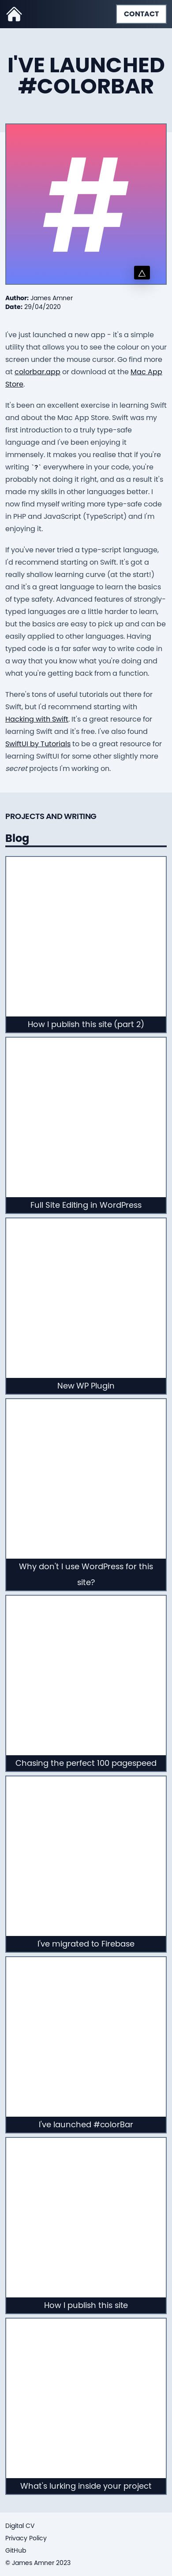 CONTACT
I'VE LAUNCHED
#COLORBAR
#
Author: James Amner
Date: 29/04/2020
I've just launched a new app - it's a simple
utility that allows you to see the colour on your
screen under the mouse cursor. Go find more
at colorbar.app or download at the Mac App
Store.
It's been an excellent exercise in learning Swift
and about the Mac App Store. Swift was my
first introduction to a truly type-safe
language and I've been enjoying it
immensely. It makes you realise that if you're
writing `?` everywhere in your code, you're
probably not doing it right, and as a result it's
made my skills in other languages better. I
now find myself writing more type-safe code
in PHP and JavaScript (TypeScript) and I'm
enjoying it.
If you've never tried a type-script language,
I'd recommend starting on Swift. It's got a
really shallow learning curve (at the start!)
and it's a great language to learn the basics
of type safety. Advanced features of strongly-
typed languages are a little harder to learn,
but the basics are easy to pick up and can be
easily applied to other languages. Having
typed code is a far safer way to write code in
a way that you know what you're doing and
what you're getting back from a function.
There's tons of useful tutorials out there for
Swift, but I'd recommend starting with
Hacking with Swift. It's a great resource for
learning Swift and it's free. I've also found
SwiftUI by Tutorials to be a great resource for
learning SwiftUI for some other slightly more
secret projects I'm working on.
PROJECTS AND WRITING
Blog
How I publish this site (part 2)
Full Site Editing in WordPress
New WP Plugin
Why don't I use WordPress for this
site?
Chasing the perfect 100 pagespeed
I've migrated to Firebase
I've launched #colorBar
How I publish this site
What's lurking inside your project
Digital CV
Privacy Policy
GitHub
© James Amner 2023